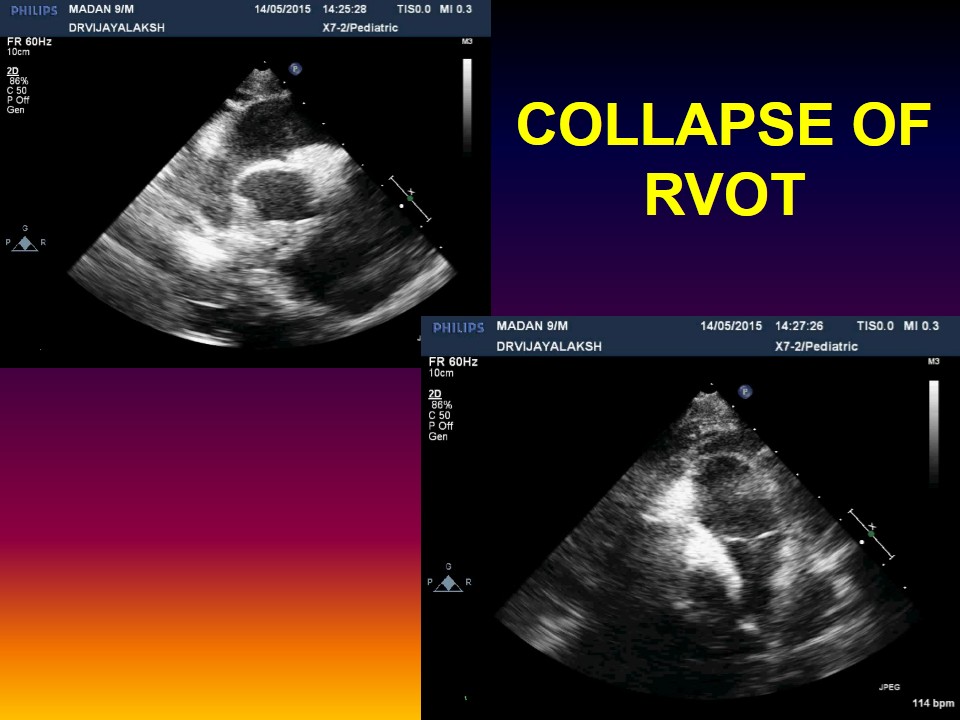 PHILIPS MADAN 9/M 14/05/2015 14:25:28 TIS0.0 MI 0.3
DRVIJAYALAKSH X7-2/Pediatric
FR 60Hz
10cm
M3
2D
86%
C 50
P Off
Gen
P
G
P R
X
COLLAPSE OF
RVOT
PHILIPS MADAN 9/M 14/05/2015 14:27:26 TIS0.0 MI 0.3
DRVIJAYALAKSH X7-2/Pediatric
FR 60Hz
10cm
M3
2D
86%
C 50
P Off
Gen
P
X
G
P R
JPEG
114 bpm